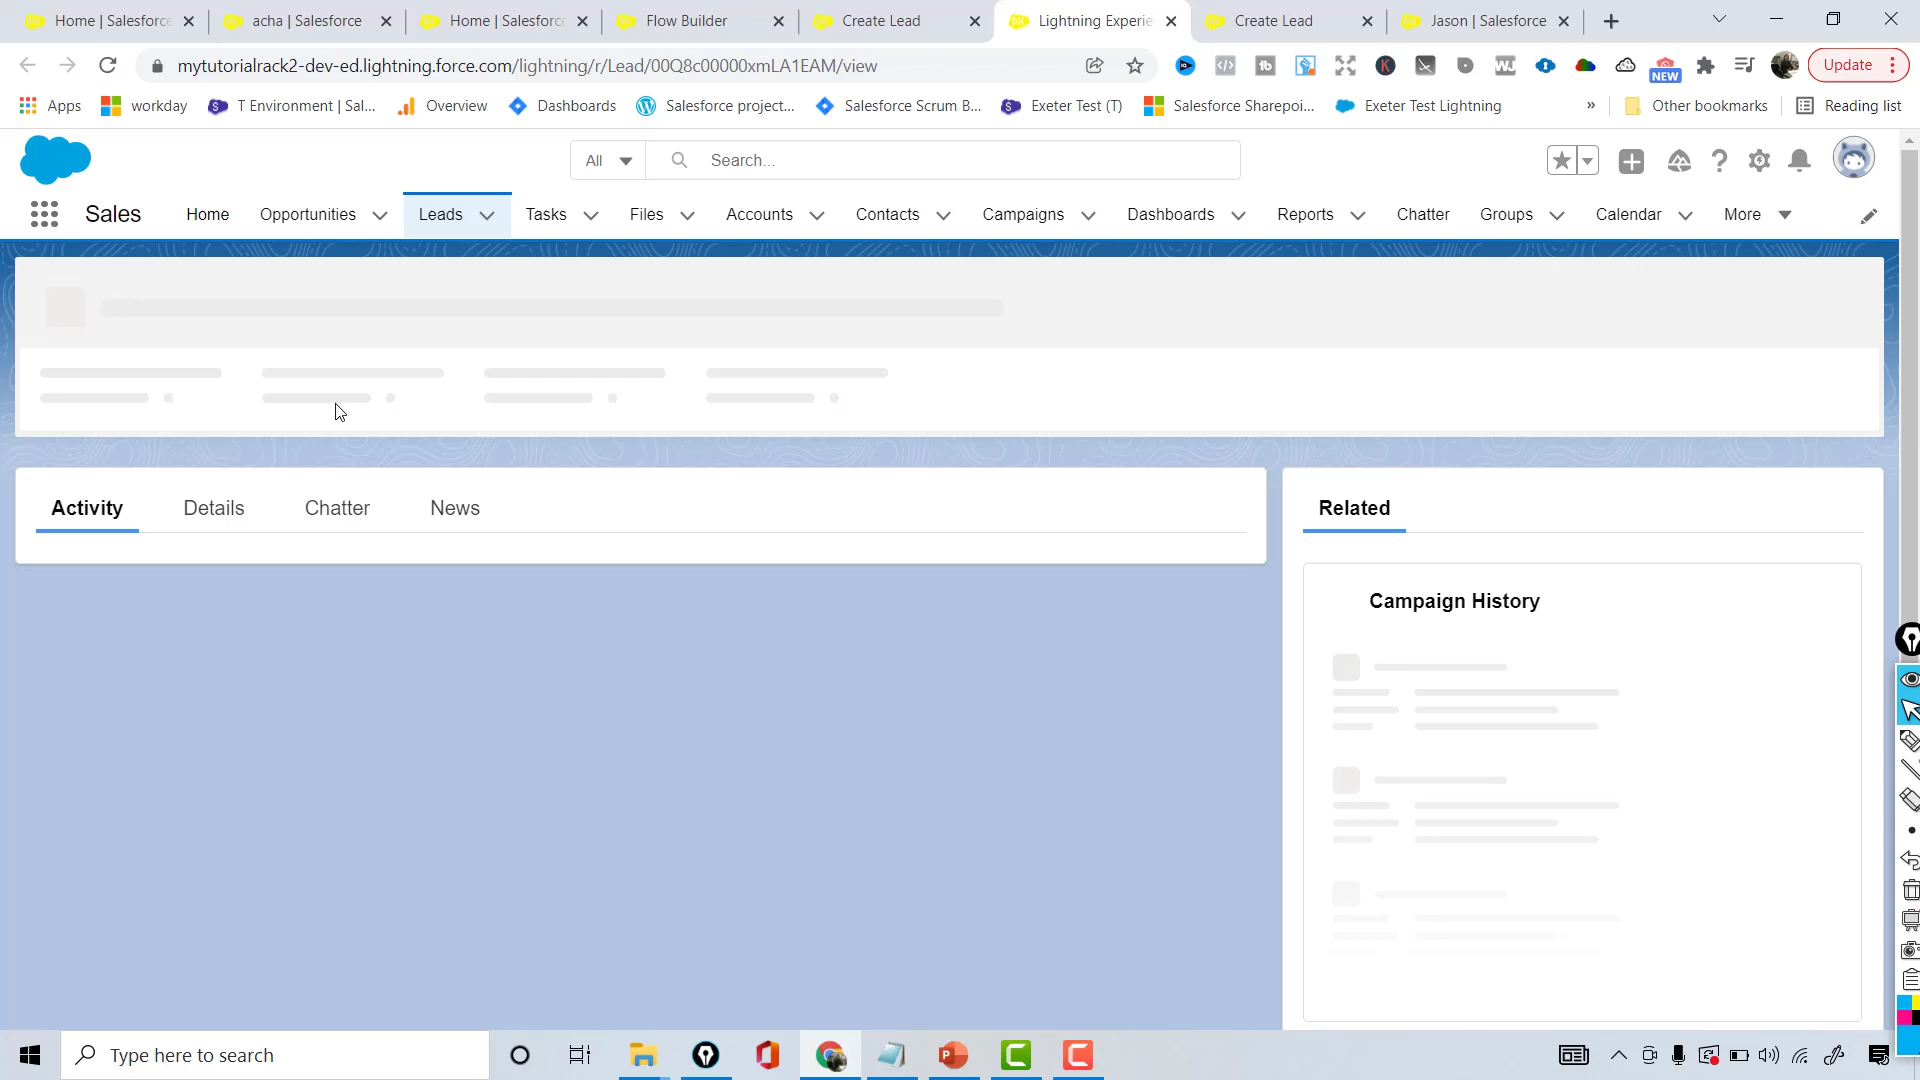 Home | Salesforce
acha | Salesforce
Home | Salesforce
Flow Builder
Create Lead
Lightning Experie
Create Lead
Jason | Salesforce
mytutorialrack2-dev-ed.lightning.force.com/lightning/r/Lead/00Q8c00000xmLA1EAM/view
NEW
Update
Apps
workday
T Environment | Sal...
Overview
Dashboards
Salesforce project...
Salesforce Scrum B...
Exeter Test (T)
Salesforce Sharepoi...
Exeter Test Lightning
»
Other bookmarks
Reading list
All
Search...
Sales
Home
Opportunities
Leads
Tasks
Files
Accounts
Contacts
Campaigns
Dashboards
Reports
Chatter
Groups
Calendar
More
Activity
Details
Chatter
News
Related
Campaign History
Type here to search